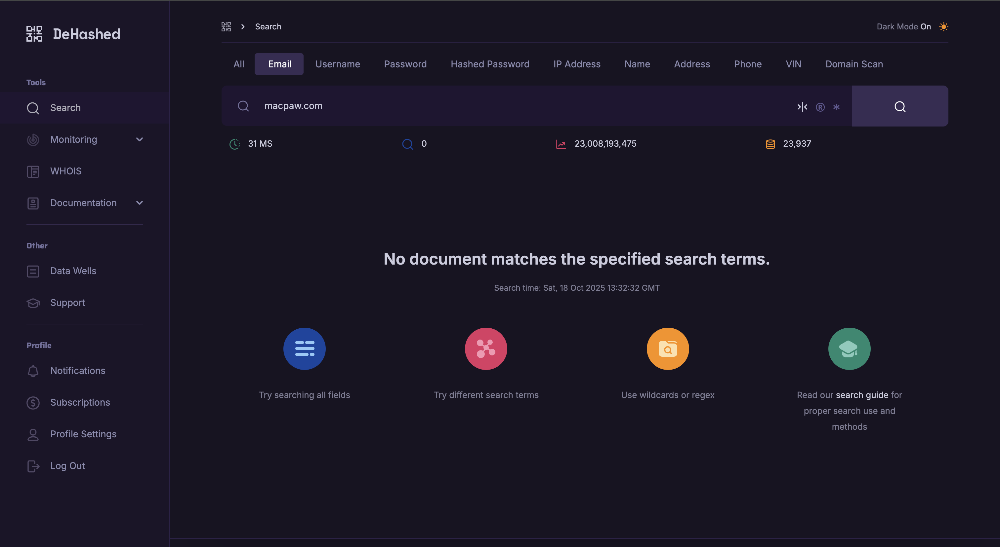 DeHashed
Tools
Search
Monitoring
WHOIS
Documentation
Other
Data Wells
Support
Profile
Notifications
Subscriptions
Profile Settings
Log Out
Search
Dark Mode On
All Email Username Password Hashed Password IP Address Name Address Phone VIN Domain Scan
macpaw.com
31 MS 0 23,008,193,475 23,937
No document matches the specified search terms.
Search time: Sat, 18 Oct 2025 13:32:32 GMT
Try searching all fields
Try different search terms
Use wildcards or regex
Read our search guide for
proper search use and
methods